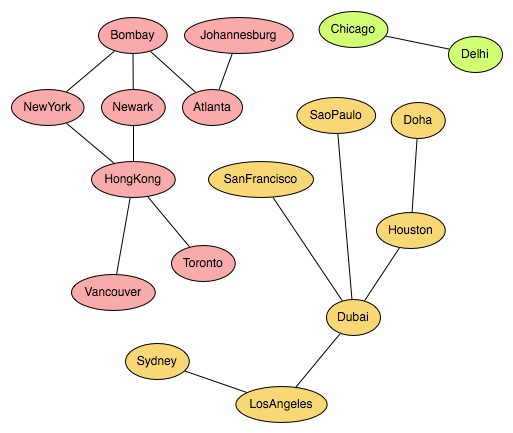 Bombay
Johannesburg
Chicago
Delhi
NewYork
Newark
Atlanta
SaoPaulo
Doha
HongKong
SanFrancisco
Houston
Toronto
Vancouver
Dubai
Sydney
LosAngeles